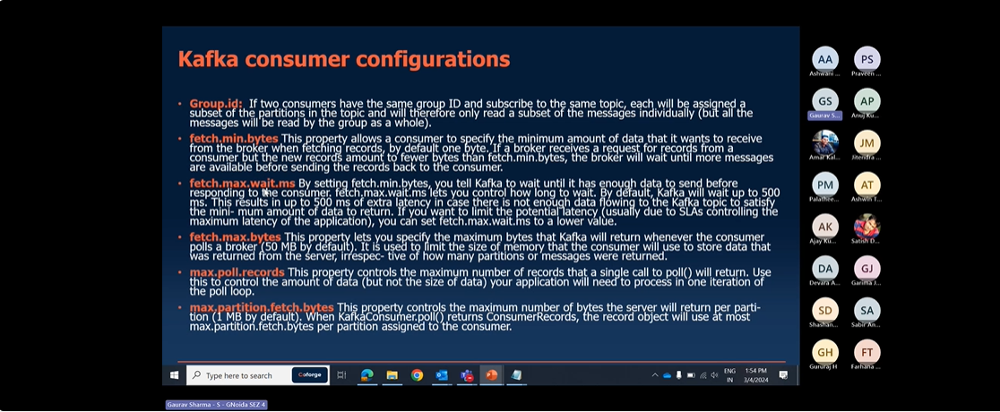 Kafka consumer configurations
• Group.id: If two consumers have the same group ID and subscribe to the same topic, each will be assigned a
subset of the partitions in the topic and will therefore only read a subset of the messages individually (but all the
messages will be read by the group as a whole).
• fetch.min.bytes This property allows a consumer to specify the minimum amount of data that it wants to receive
from the broker when fetching records, by default one byte. If a broker receives a request for records from a
consumer but the new records amount to fewer bytes than fetch.min.bytes, the broker will wait until more messages
are available before sending the records back to the consumer.
• fetch.max.wait.ms By setting fetch.min.bytes, you tell Kafka to wait until it has enough data to send before
responding to the consumer. fetch.max.wait.ms lets you control how long to wait. By default, Kafka will wait up to 500
ms. This results in up to 500 ms of extra latency in case there is not enough data flowing to the Kafka topic to satisfy
the mini- mum amount of data to return. If you want to limit the potential latency (usually due to SLAs controlling the
maximum latency of the application), you can set fetch.max.wait.ms to a lower value.
• fetch.max.bytes This property lets you specify the maximum bytes that Kafka will return whenever the consumer
polls a broker (50 MB by default). It is used to limit the size of memory that the consumer will use to store data that
was returned from the server, irrespec- tive of how many partitions or messages were returned.
• max.poll.records This property controls the maximum number of records that a single call to poll() will return. Use
this to control the amount of data (but not the size of data) your application will need to process in one iteration of
the poll loop.
• max.partition.fetch.bytes This property controls the maximum number of bytes the server will return per parti-
tion (1 MB by default). When KafkaConsumer.poll() returns ConsumerRecords, the record object will use at most
max.partition.fetch.bytes per partition assigned to the consumer.
AA PS
Ashwani ... Praveen ...
GS AP
Gaurav S... Anuj Ku...
JM
Amar Kal... Jitendra ...
PM AT
Palathee... Ashwin T...
AK
Ajay Ku... Satish D...
DA GJ
Devara A... Garima J...
SD SA
Shashan... Sabir An...
GH FT
Gururaj H Farhana ...
Type here to search Coforge
ENG 1:54 PM
IN 3/4/2024
Gaurav Sharma - S - GNoida SEZ 4